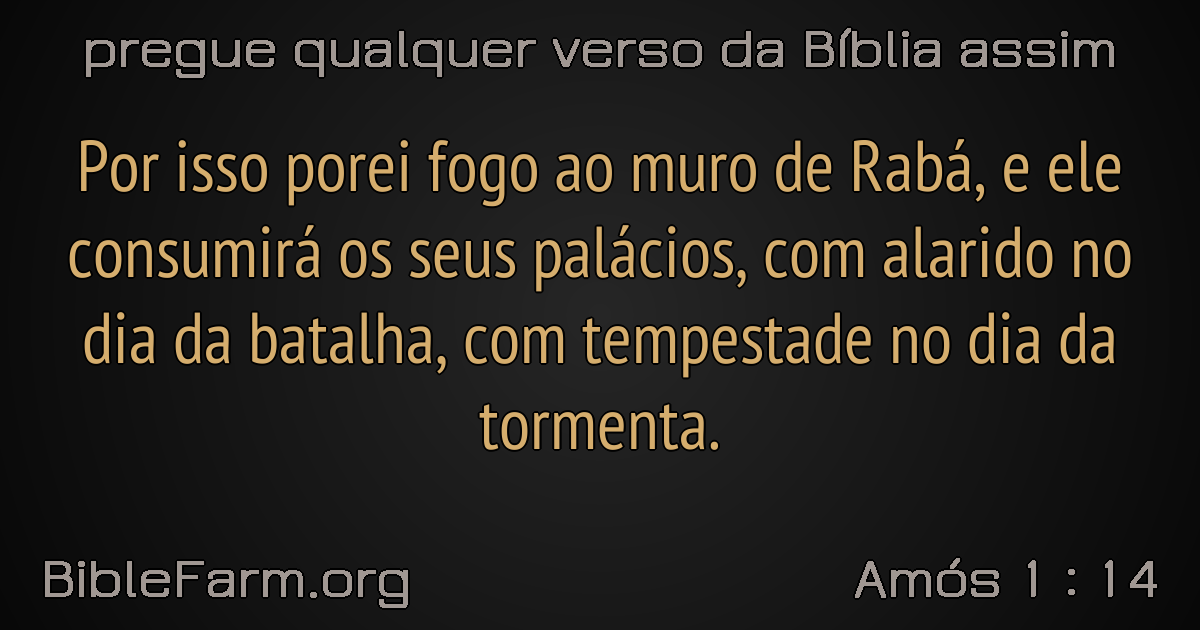 pregue qualquer verso da Bíblia assim
Por isso porei fogo ao muro de Rabá, e ele
consumirá os seus palácios, com alarido no
dia da batalha, com tempestade no dia da
tormenta.
BibleFarm.org
Amós 1 : 14